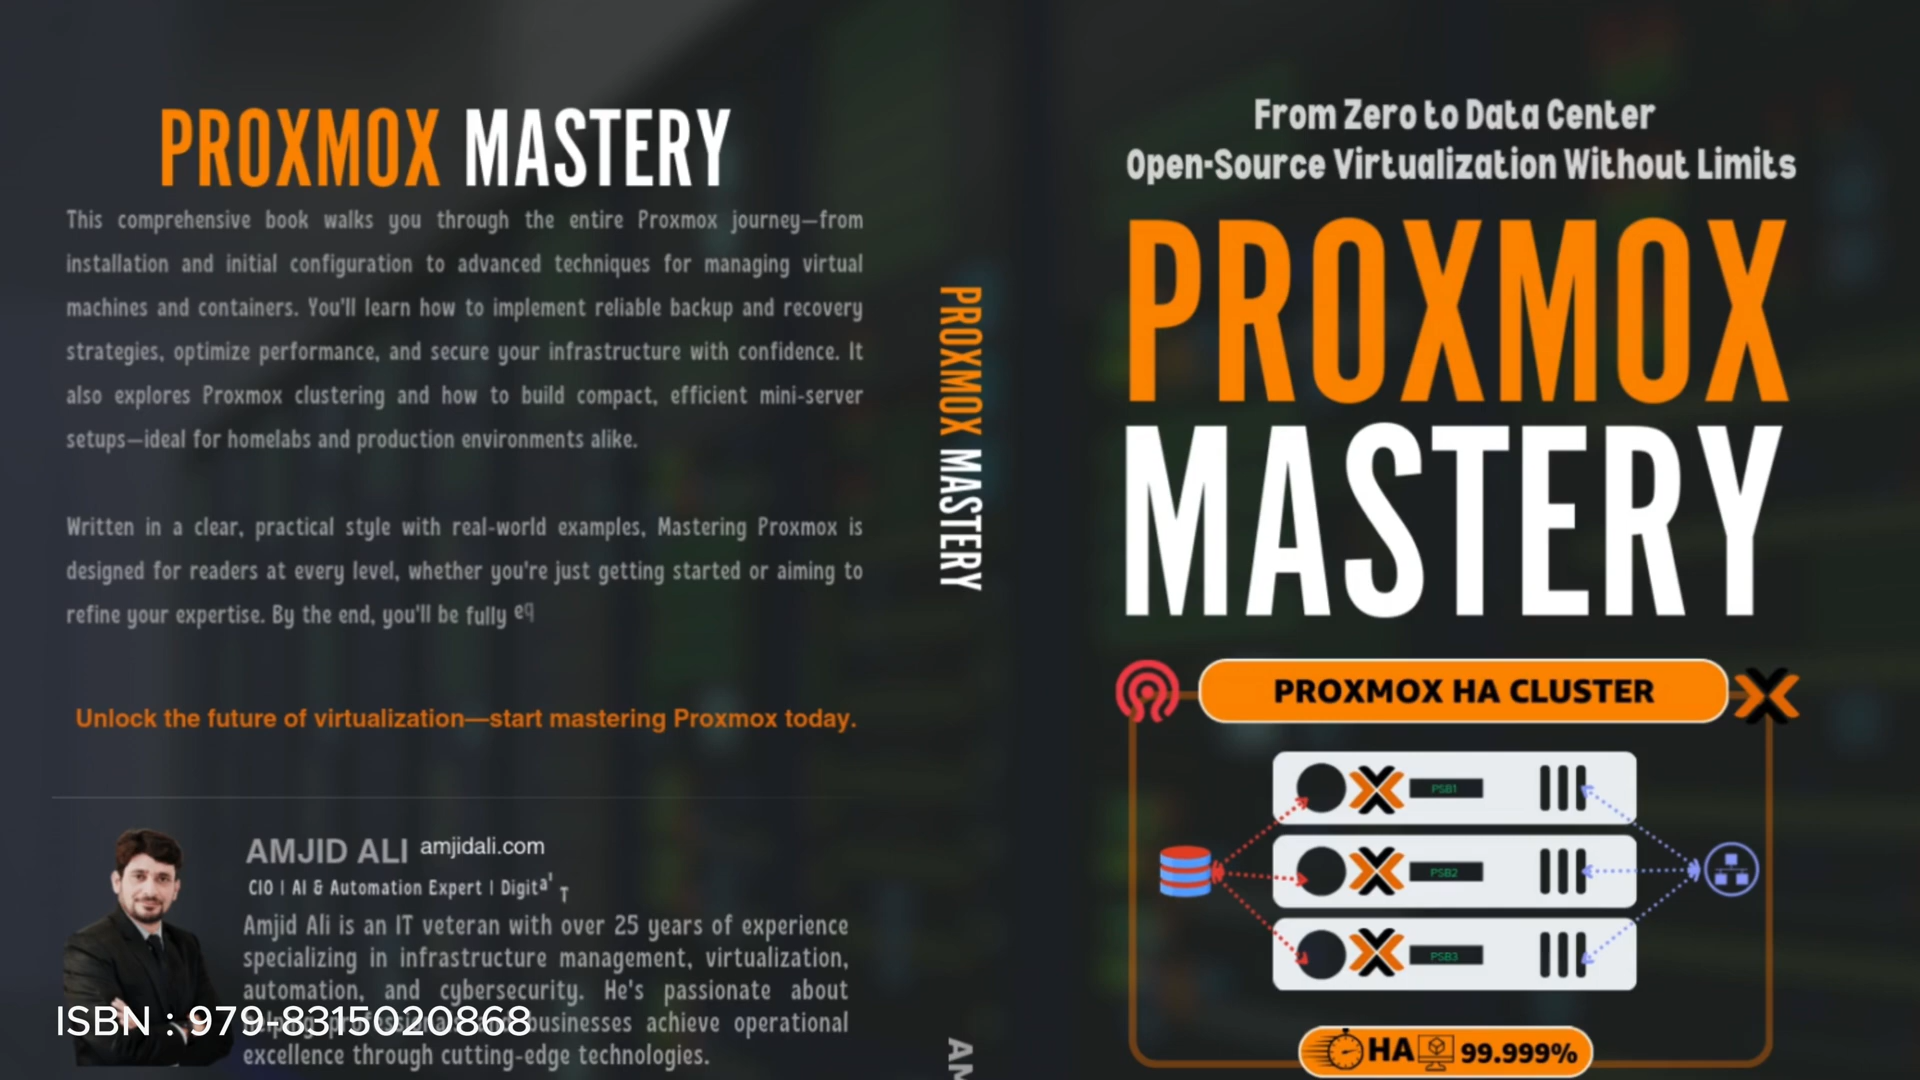 PROXMOX MASTERY
This comprehensive book walks you through the entire Proxmox journey—from
installation and initial configuration to advanced techniques for managing virtual
machines and containers. You'll learn how to implement reliable backup and recovery
strategies, optimize performance, and secure your infrastructure with confidence. It
also explores Proxmox clustering and how to build compact, efficient mini-server
setups—ideal for homelabs and production environments alike.
Written in a clear, practical style with real-world examples, Mastering Proxmox is
designed for readers at every level, whether you're just getting started or aiming to
refine your expertise. By the end, you'll be fully eq
Unlock the future of virtualization—start mastering Proxmox today.
AMJID ALI amjidali.com
CIO | AI & Automation Expert |
Amjid Ali is an IT veteran with over 25 years of experience
specializing in infrastructure management, virtualization,
automation, and cybersecurity. He's passionate about
businesses achieve operational
excellence through cutting-edge technologies.
ISBN : 979-8315020868
PROXMOX MASTERY
AM
From Zero to Data Center
Open-Source Virtualization Without Limits
PROXMOX
MASTERY
PROXMOX HA CLUSTER
PSB1
PSB2
PSB3
HA 99.999%